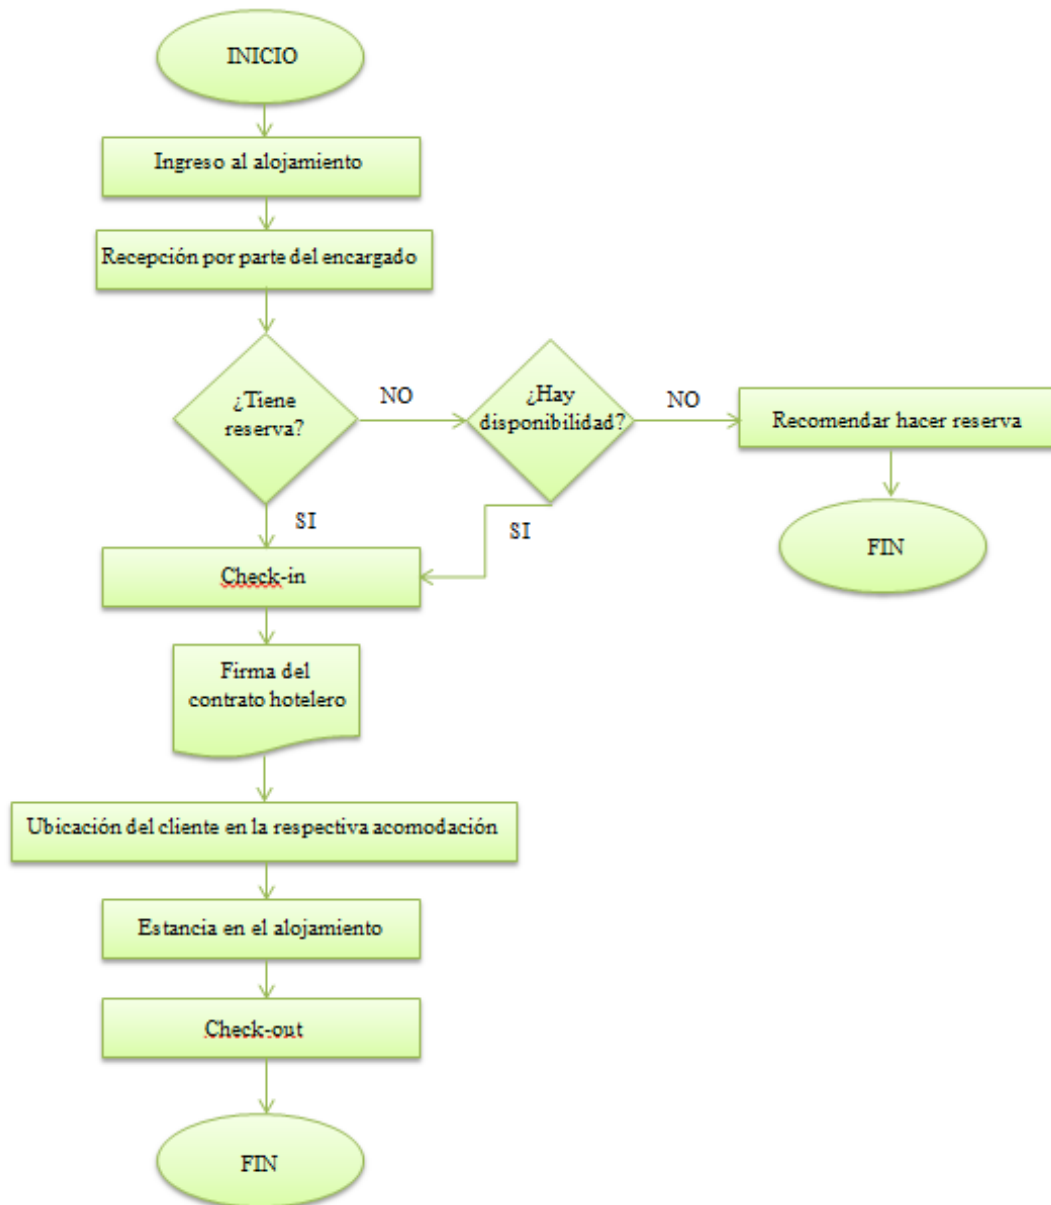 INICIO
Ingreso al alojamiento
Recepción por parte del encargado
¿Tiene
reserva?
NO
¿Hay
disponibilidad?
NO
Recomendar hacer reserva
FIN
SI
SI
Check-in
Firma del
contrato hotelero
Ubicación del cliente en la respectiva acomodación
Estancia en el alojamiento
Check-out
FIN